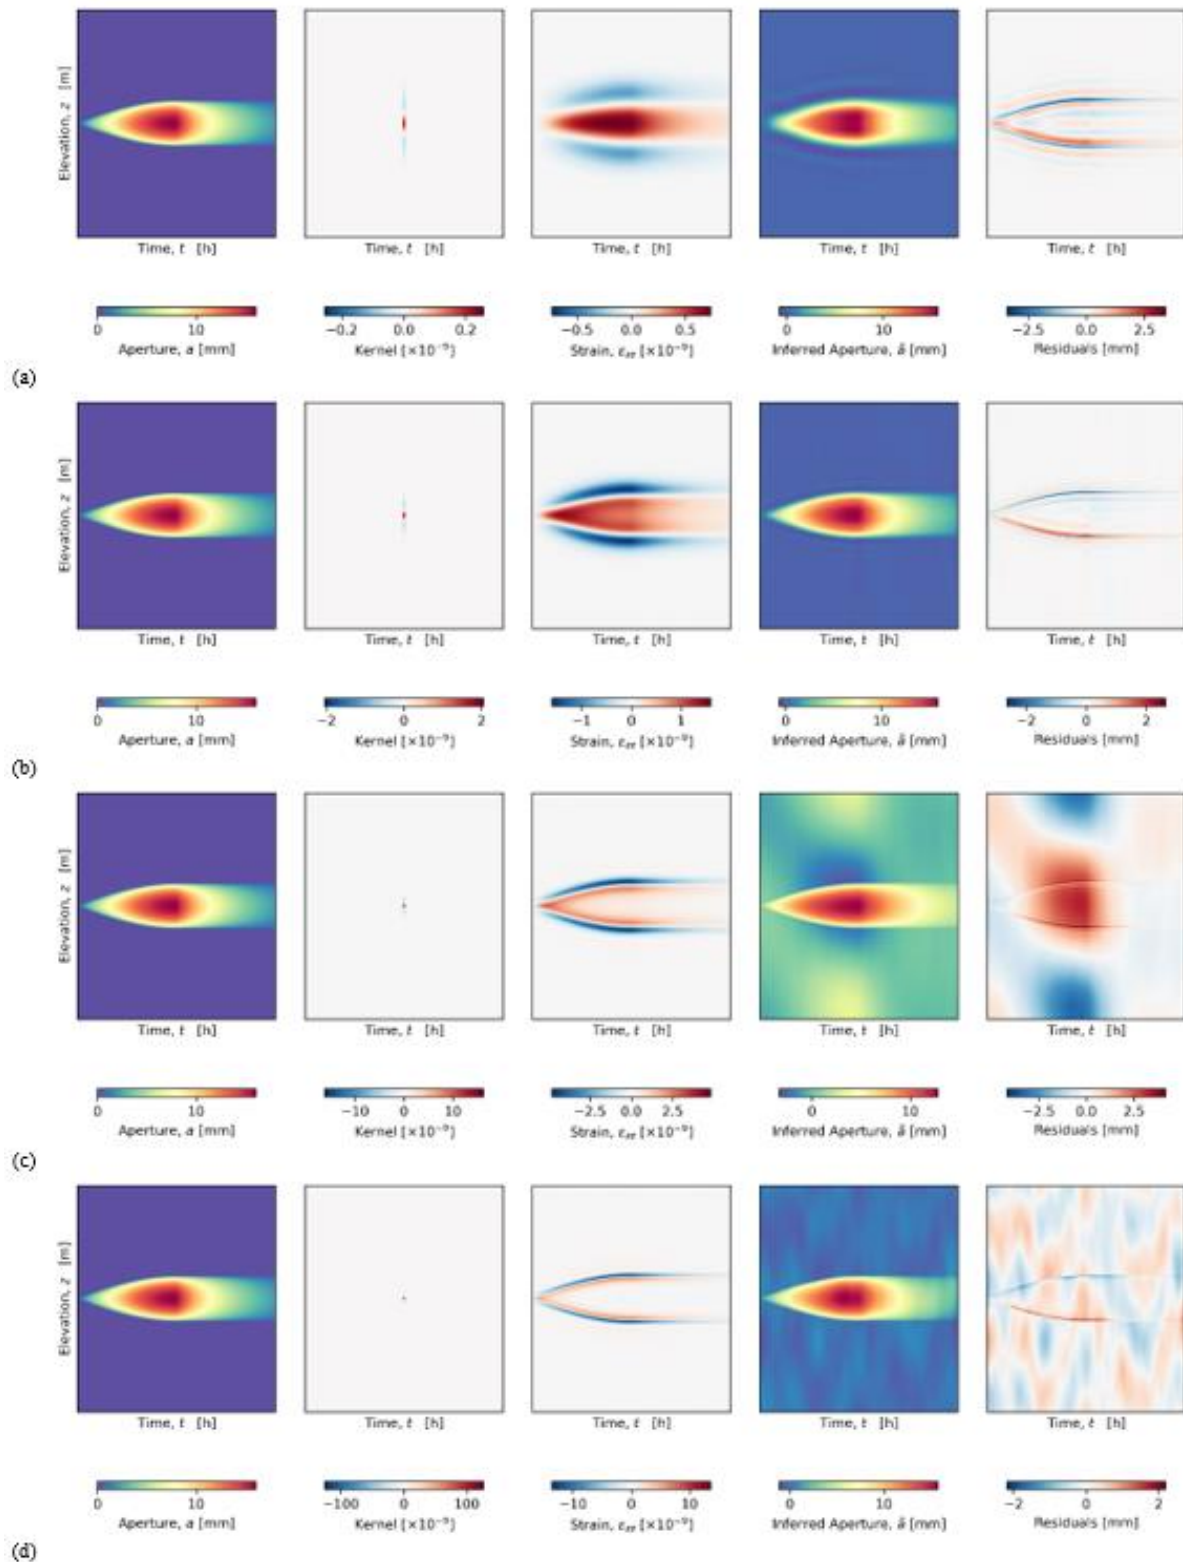 Elevation, z [m]
Time, t [h] Time, t [h] Time, t [h] Time, t [h] Time, t [h]
0 10 −0.2 0.0 0.2 −0.5 0.0 0.5 0 10 −2.5 0.0 2.5
Aperture, a [mm] Kernel [×10⁻⁹] Strain, εₓₓ [×10⁻⁹] Inferred Aperture, â [mm] Residuals [mm]
(a)
Elevation, z [m]
Time, t [h] Time, t [h] Time, t [h] Time, t [h] Time, t [h]
0 10 −2 0 2 −1 0 1 0 10 −2 0 2
Aperture, a [mm] Kernel [×10⁻⁹] Strain, εₓₓ [×10⁻⁹] Inferred Aperture, â [mm] Residuals [mm]
(b)
Elevation, z [m]
Time, t [h] Time, t [h] Time, t [h] Time, t [h] Time, t [h]
0 10 −10 0 10 −2.5 0.0 2.5 0 10 −2.5 0.0 2.5
Aperture, a [mm] Kernel [×10⁻⁹] Strain, εₓₓ [×10⁻⁹] Inferred Aperture, â [mm] Residuals [mm]
(c)
Elevation, z [m]
Time, t [h] Time, t [h] Time, t [h] Time, t [h] Time, t [h]
0 10 −100 0 100 −10 0 10 0 10 −2 0 2
Aperture, a [mm] Kernel [×10⁻⁹] Strain, εₓₓ [×10⁻⁹] Inferred Aperture, â [mm] Residuals [mm]
(d)